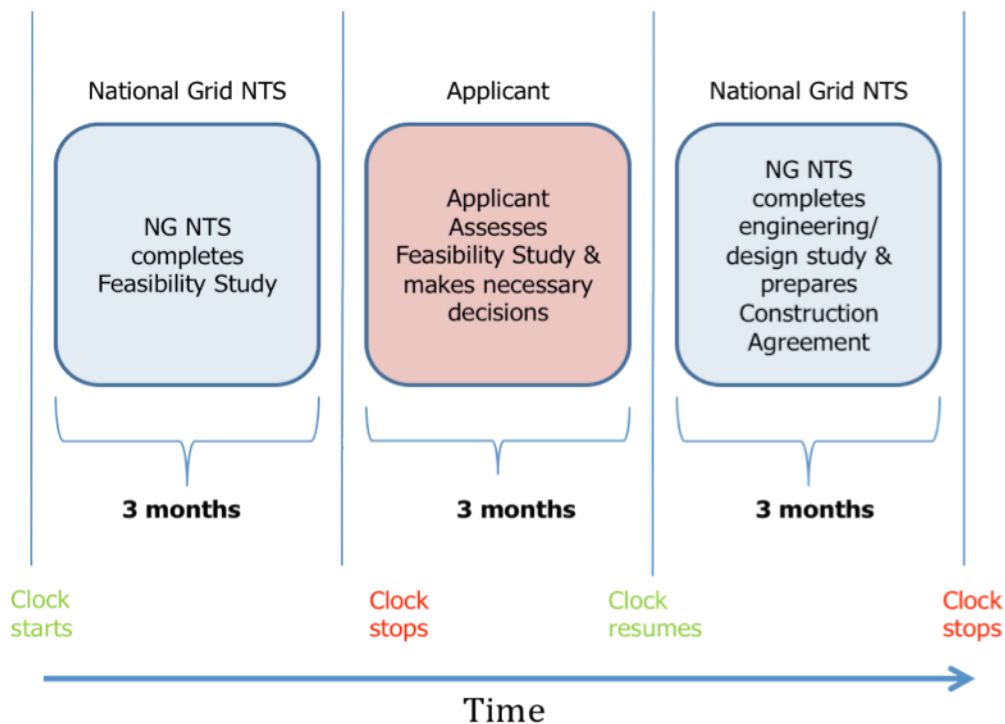 National Grid NTS
Applicant
National Grid NTS
NG NTS
completes
Feasibility Study
Applicant
Assesses
Feasibility Study &
makes necessary
decisions
NG NTS
completes
engineering/
design study &
prepares
Construction
Agreement
3 months
3 months
3 months
Clock
starts
Clock
stops
Clock
resumes
Clock
stops
Time